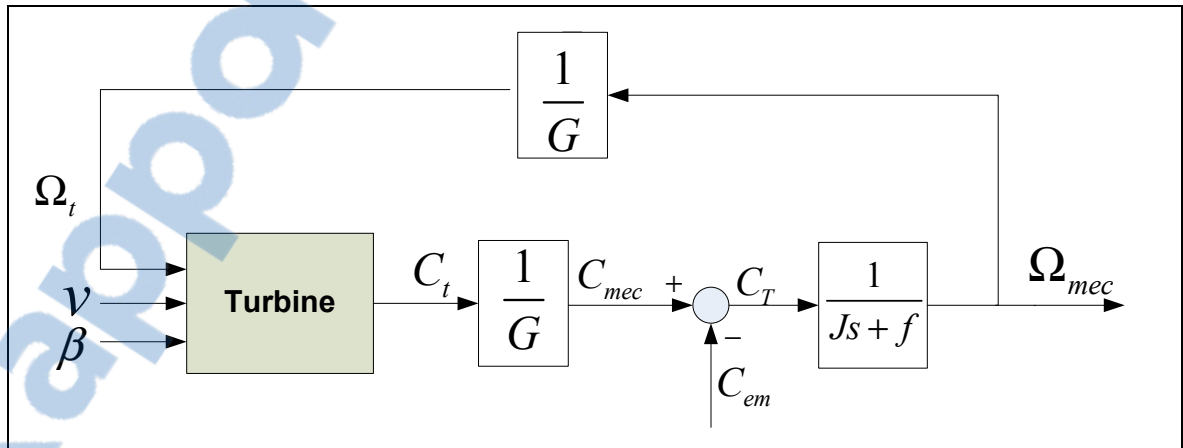 1
G
Ω_t
v
β
Turbine
C_t
1
G
C_mec
+
−
C_T
C_em
1
Js + f
Ω_mec